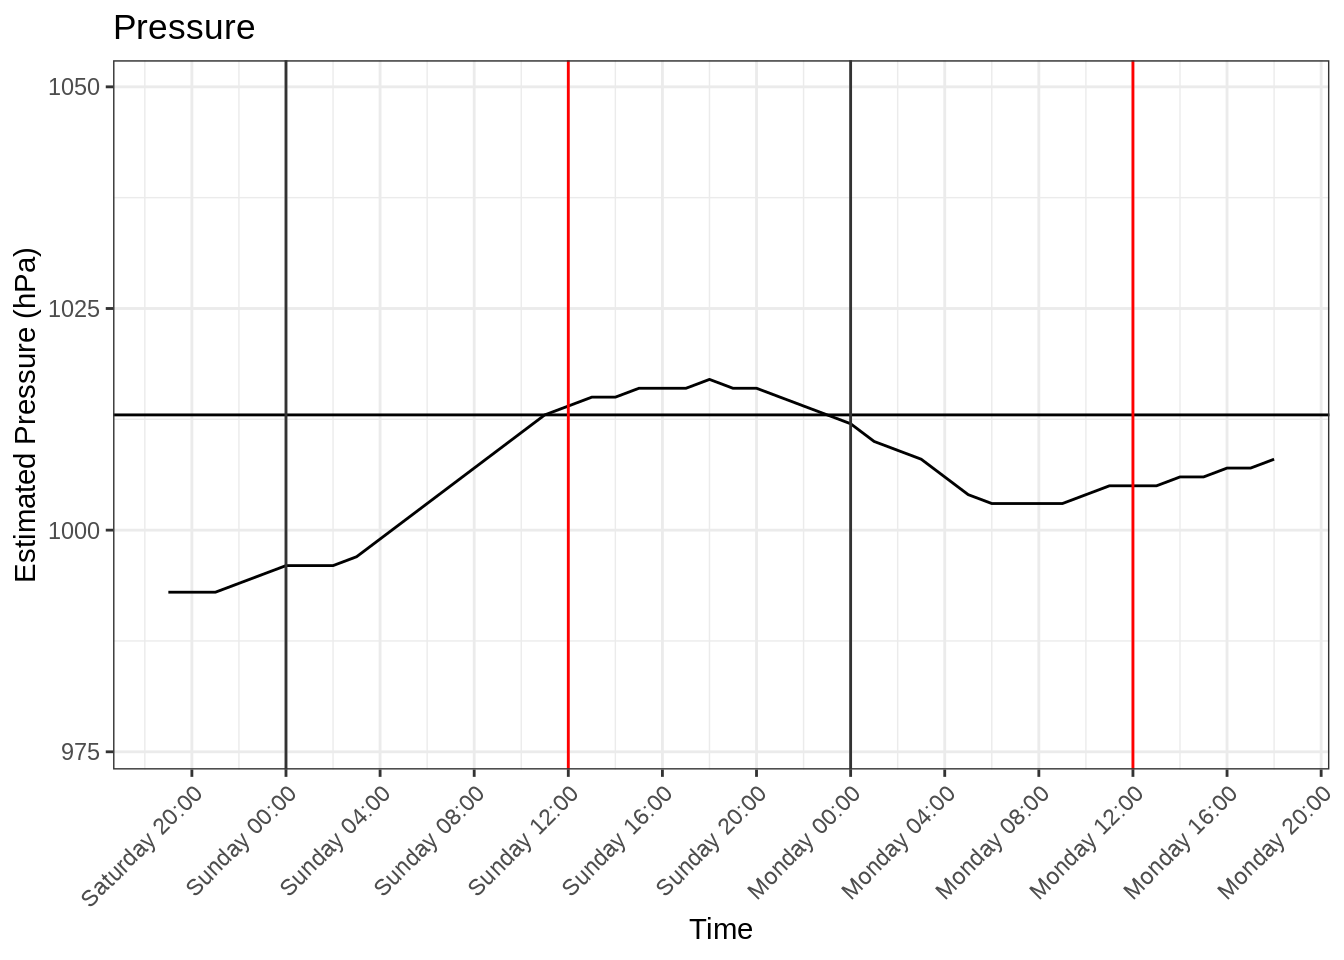 Pressure
Estimated Pressure (hPa)
1050
1025
1000
975
Saturday 20:00
Sunday 00:00
Sunday 04:00
Sunday 08:00
Sunday 12:00
Sunday 16:00
Sunday 20:00
Monday 00:00
Monday 04:00
Monday 08:00
Monday 12:00
Monday 16:00
Monday 20:00
Time